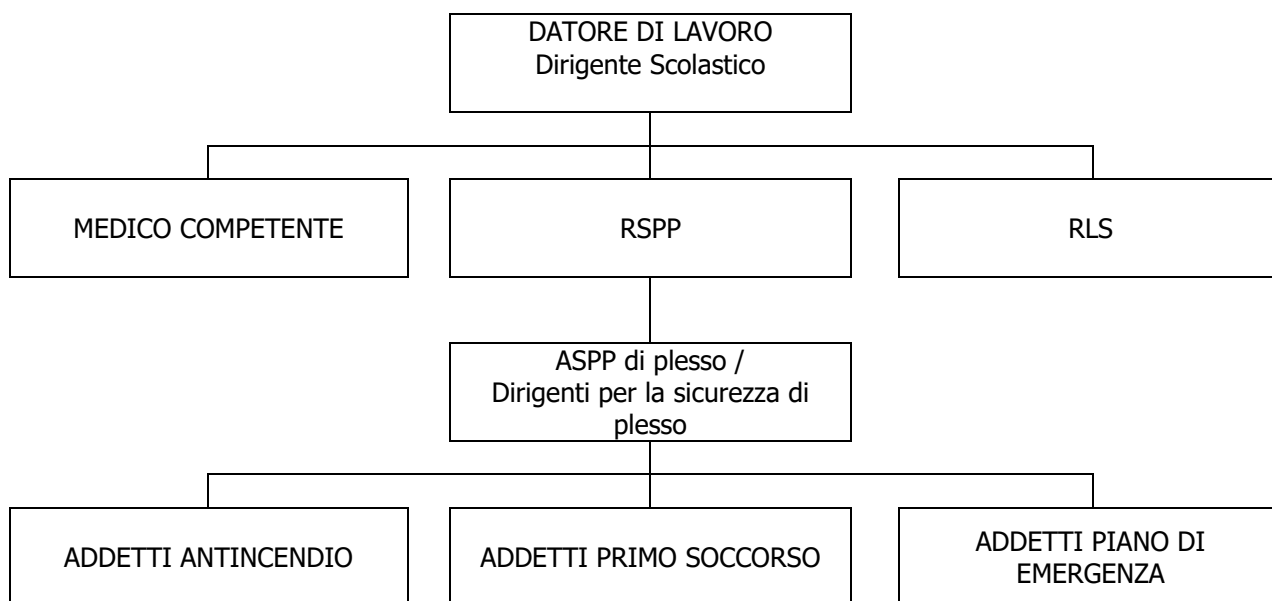 DATORE DI LAVORO
Dirigente Scolastico
MEDICO COMPETENTE
RSPP
RLS
ASPP di plesso /
Dirigenti per la sicurezza di
plesso
ADDETTI ANTINCENDIO
ADDETTI PRIMO SOCCORSO
ADDETTI PIANO DI
EMERGENZA